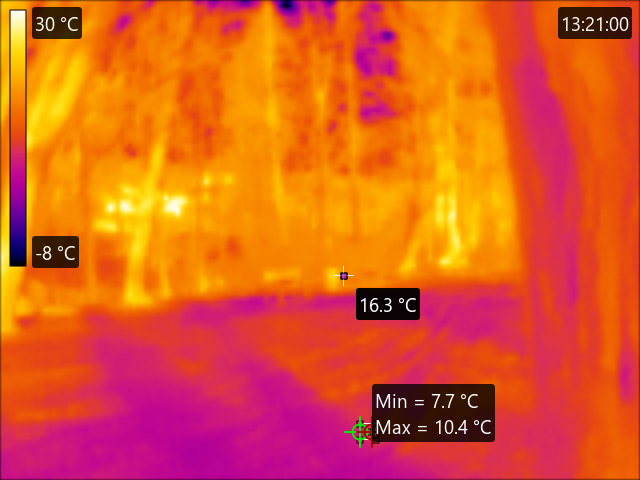 30 °C
13:21:00
-8 °C
16.3 °C
Min = 7.7 °C
Max = 10.4 °C